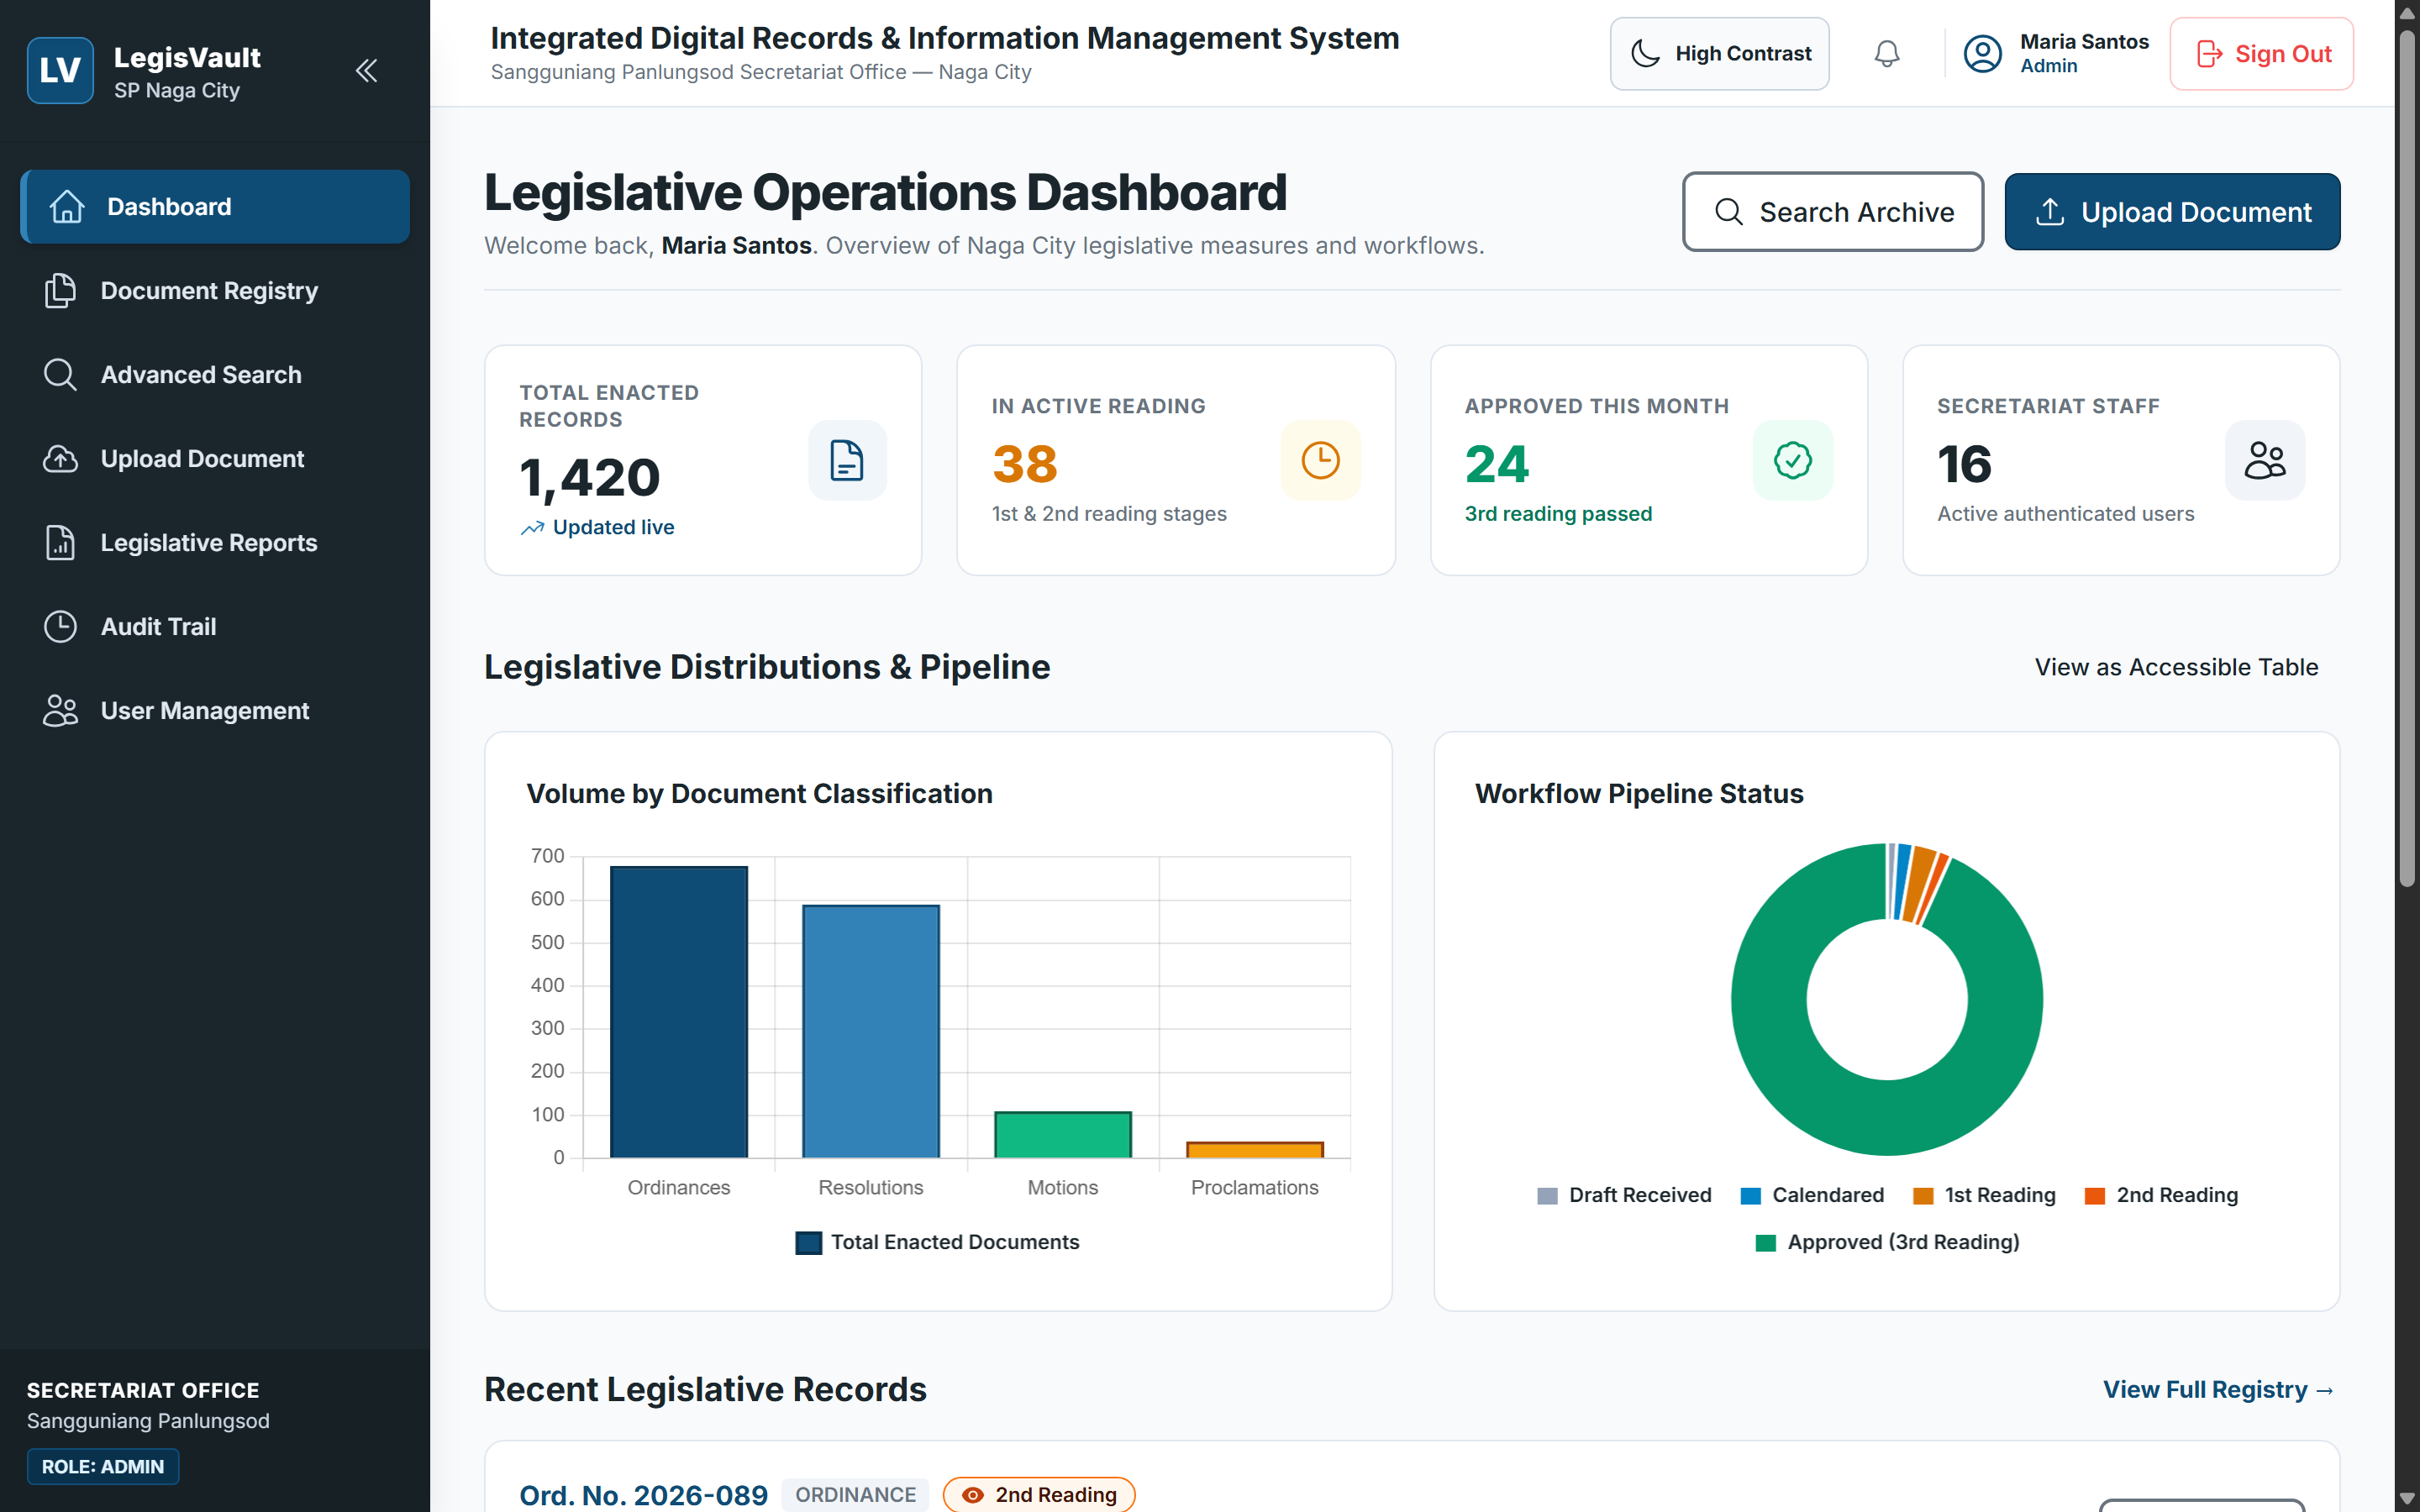 LV
LegisVault
SP Naga City
Dashboard
Document Registry
Advanced Search
Upload Document
Legislative Reports
Audit Trail
User Management
SECRETARIAT OFFICE
Sangguniang Panlungsod
ROLE: ADMIN
Integrated Digital Records & Information Management System
Sangguniang Panlungsod Secretariat Office — Naga City
High Contrast
Maria Santos
Admin
Sign Out
Legislative Operations Dashboard
Welcome back, Maria Santos. Overview of Naga City legislative measures and workflows.
Search Archive
Upload Document
TOTAL ENACTED
RECORDS
1,420
Updated live
IN ACTIVE READING
38
1st & 2nd reading stages
APPROVED THIS MONTH
24
3rd reading passed
SECRETARIAT STAFF
16
Active authenticated users
Legislative Distributions & Pipeline
View as Accessible Table
Volume by Document Classification
700
600
500
400
300
200
100
0
Ordinances
Resolutions
Motions
Proclamations
Total Enacted Documents
Workflow Pipeline Status
Draft Received
Calendared
1st Reading
2nd Reading
Approved (3rd Reading)
Recent Legislative Records
View Full Registry →
Ord. No. 2026-089
ORDINANCE
2nd Reading